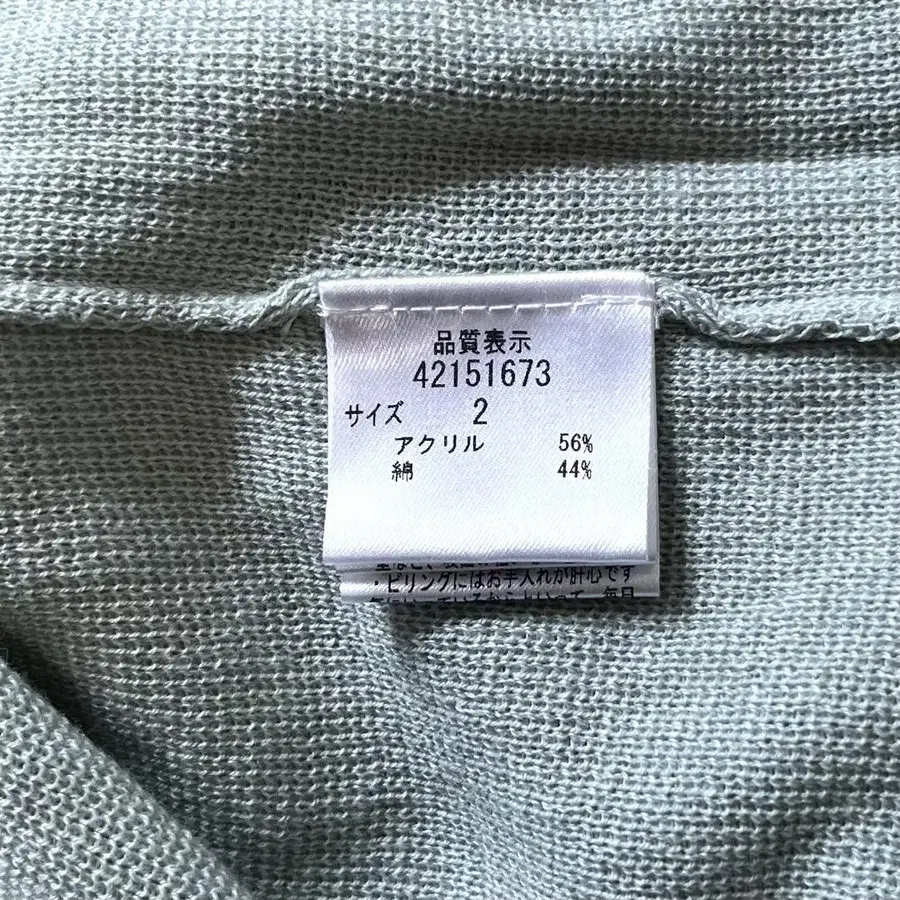 品質表示
42151673
サイズ 2
アクリル 56%
綿 44%
・ピリングにはお手入れが肝心です